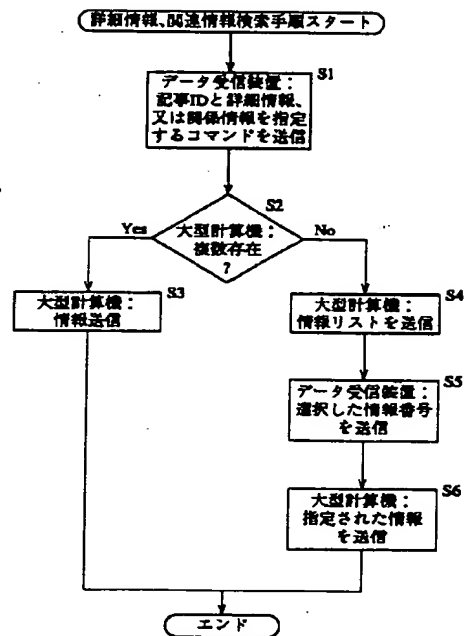 詳細情報、関連情報検索手順スタート
S1
データ受信装置：
記事IDと詳細情報、
又は関係情報を指定
するコマンドを送信
S2
大型計算機：
複数存在
？
Yes
No
S3
大型計算機：
情報送信
S4
大型計算機：
情報リストを送信
S5
データ受信装置：
選択した情報番号
を送信
S6
大型計算機：
指定された情報
を送信
エンド